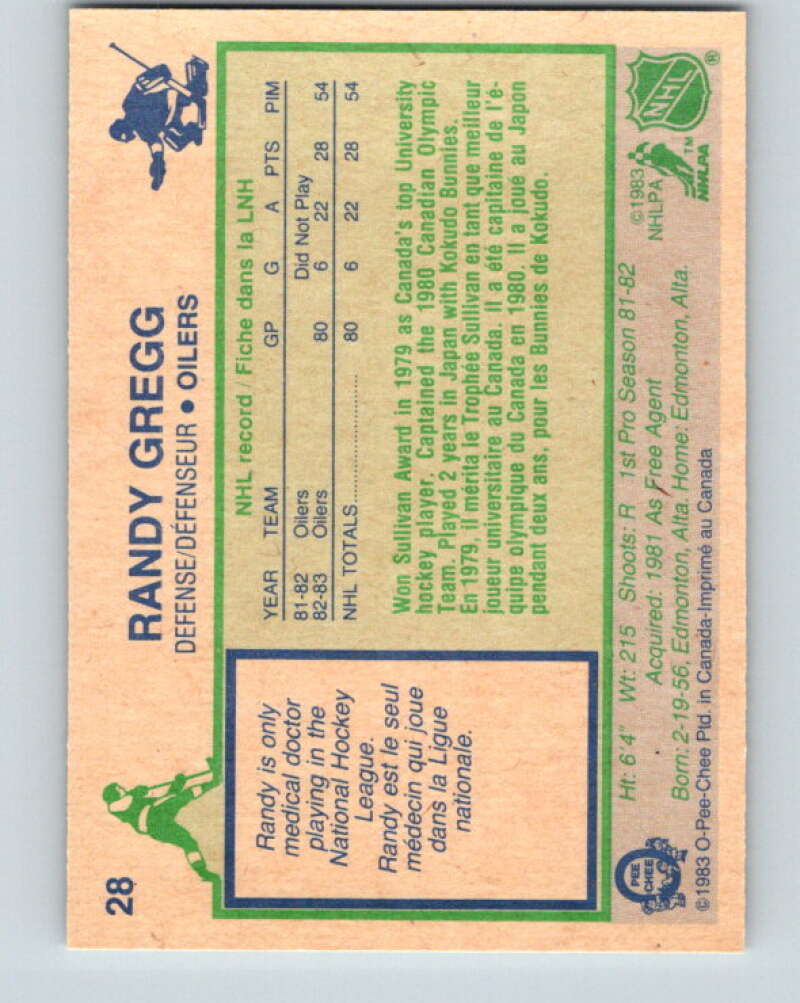 28
RANDY GREGG
DEFENSE/DÉFENSEUR • OILERS
Randy is only
medical doctor
playing in the
National Hockey
League.
Randy est le seul
médecin qui joue
dans la Ligue
nationale.
NHL record / Fiche dans la LNH
YEAR TEAM GP G A PTS PIM
81-82 Oilers Did Not Play
82-83 Oilers 80 6 22 28 54
NHL TOTALS 80 6 22 28 54
Won Sullivan Award in 1979 as Canada's top University
hockey player. Captained the 1980 Canadian Olympic
Team. Played 2 years in Japan with Kokudo Bunnies.
En 1979, il mérita le Trophée Sullivan en tant que meilleur
joueur universitaire au Canada. Il a été capitaine de l'é-
quipe olympique du Canada en 1980. Il a joué au Japon
pendant deux ans, pour les Bunnies de Kokudo.
PEE
CHEE
Ht: 6'4" Wt: 215 Shoots: R 1st Pro Season 81-82
Acquired: 1981 As Free Agent
Born: 2-19-56, Edmonton, Alta. Home: Edmonton, Alta.
©1983 O-Pee-Chee Ptd. in Canada-Imprimé au Canada
©1983
NHLPA
NHLPA
TM
NHL
®